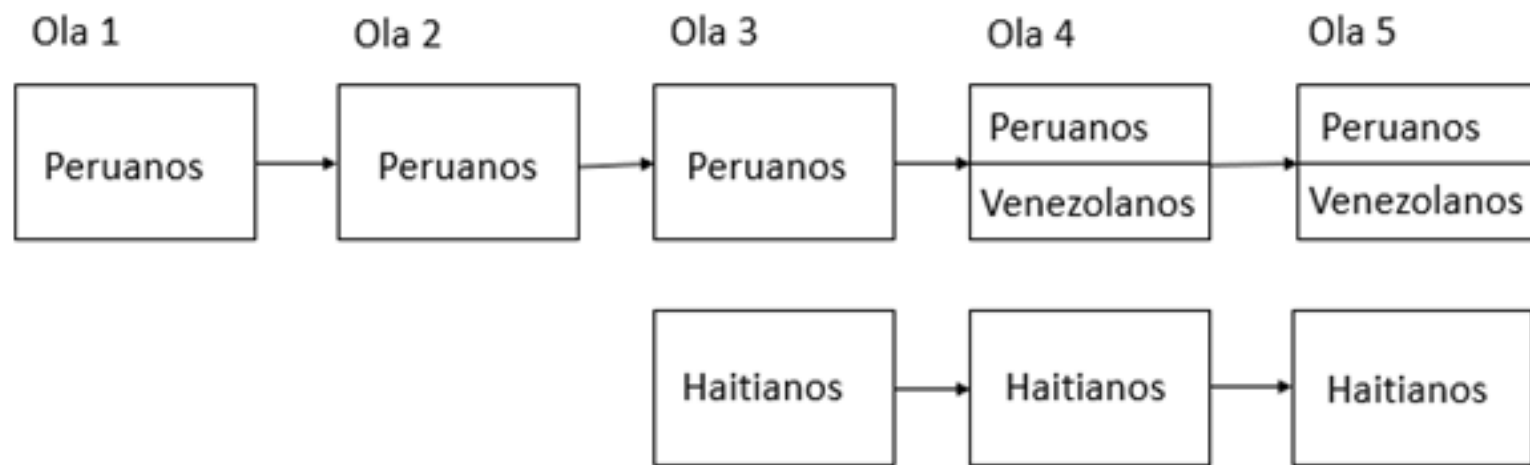 Ola 1 Ola 2 Ola 3 Ola 4 Ola 5
Peruanos Peruanos Peruanos Peruanos Peruanos
Venezolanos Venezolanos
Haitianos Haitianos Haitianos